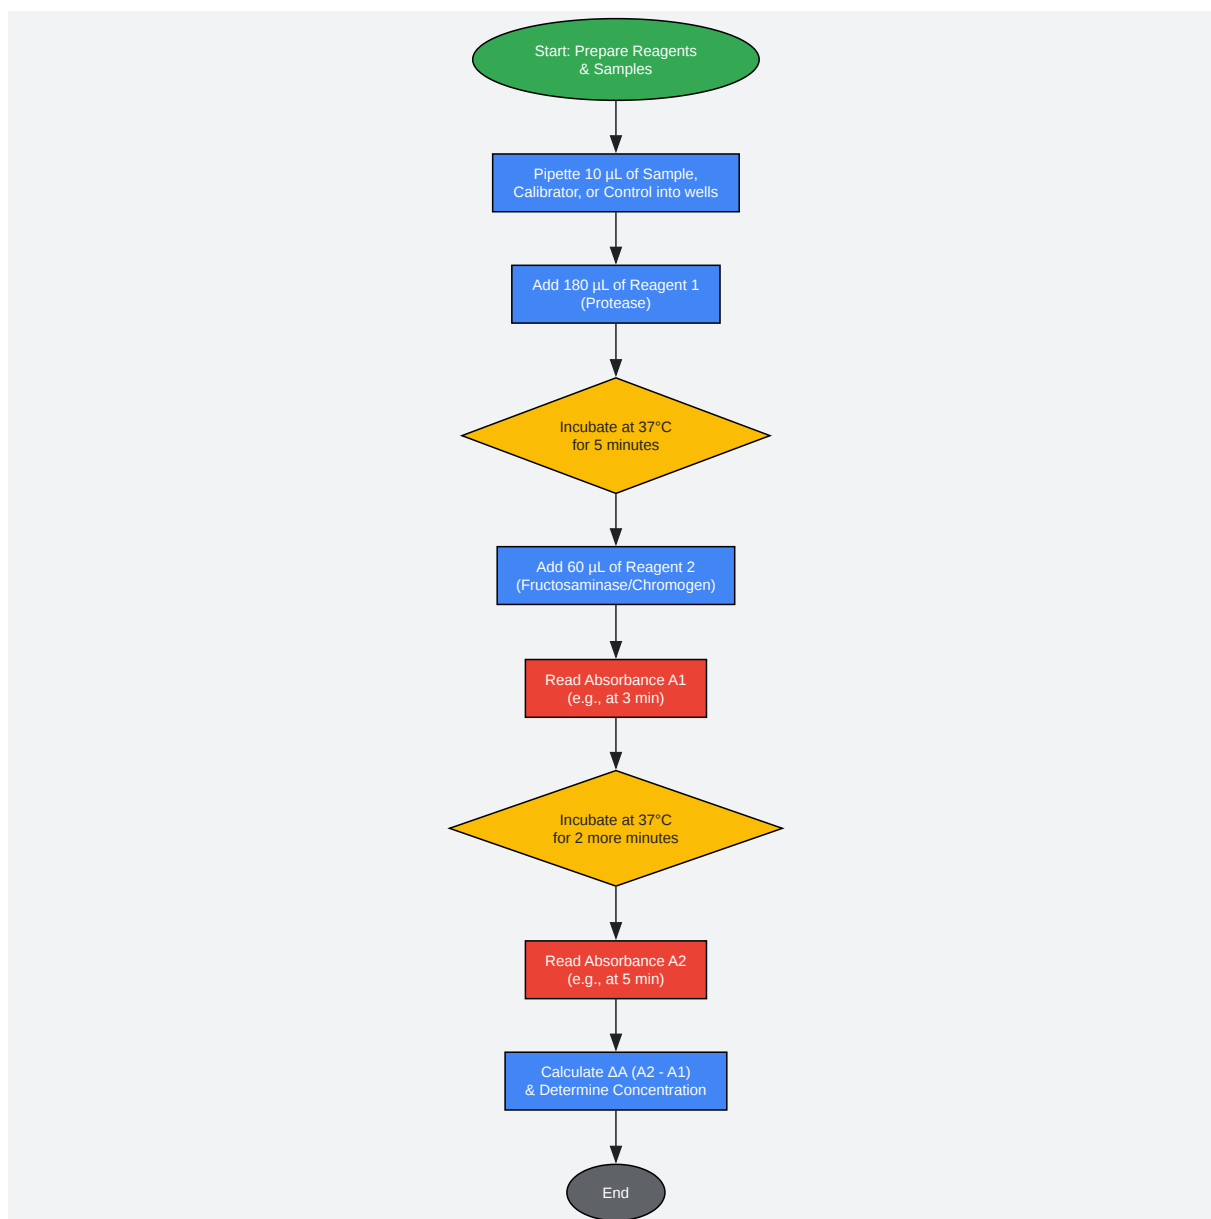 Start: Prepare Reagents
& Samples
Pipette 10 µL of Sample,
Calibrator, or Control into wells
Add 180 µL of Reagent 1
(Protease)
Incubate at 37°C
for 5 minutes
Add 60 µL of Reagent 2
(Fructosaminase/Chromogen)
Read Absorbance A1
(e.g., at 3 min)
Incubate at 37°C
for 2 more minutes
Read Absorbance A2
(e.g., at 5 min)
Calculate ΔA (A2 - A1)
& Determine Concentration
End